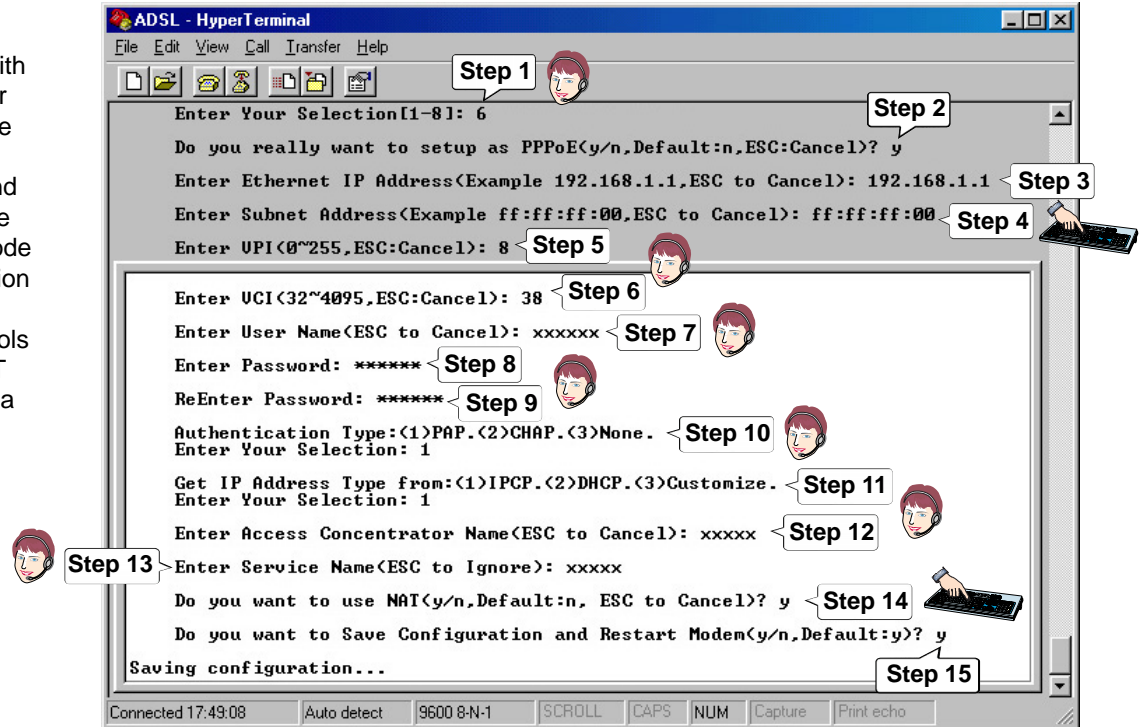 ADSL - HyperTerminal
File Edit View Call Transfer Help
ith
r
e
nd
e
ode
ion
ols
T
a
Step 1
Enter Your Selection[1-8]: 6
Step 2
Do you really want to setup as PPPoE(y/n,Default:n,ESC:Cancel)? y
Enter Ethernet IP Address(Example 192.168.1.1,ESC to Cancel): 192.168.1.1
Step 3
Enter Subnet Address(Example ff:ff:ff:00,ESC to Cancel): ff:ff:ff:00
Step 4
Enter VPI(0~255,ESC:Cancel): 8
Step 5
Enter VCI(32~4095,ESC:Cancel): 38
Step 6
Enter User Name(ESC to Cancel): xxxxxx
Step 7
Enter Password: ******
Step 8
ReEnter Password: ******
Step 9
Authentication Type:(1)PAP.(2)CHAP.(3)None.
Step 10
Enter Your Selection: 1
Get IP Address Type from:(1)IPCP.(2)DHCP.(3)Customize.
Step 11
Enter Your Selection: 1
Enter Access Concentrator Name(ESC to Cancel): xxxxx
Step 12
Step 13
Enter Service Name(ESC to Ignore): xxxxx
Do you want to use NAT(y/n,Default:n, ESC to Cancel)? y
Step 14
Do you want to Save Configuration and Restart Modem(y/n,Default:y)? y
Step 15
Saving configuration...
Connected 17:49:08 Auto detect 9600 8-N-1 SCROLL CAPS NUM Capture Print echo